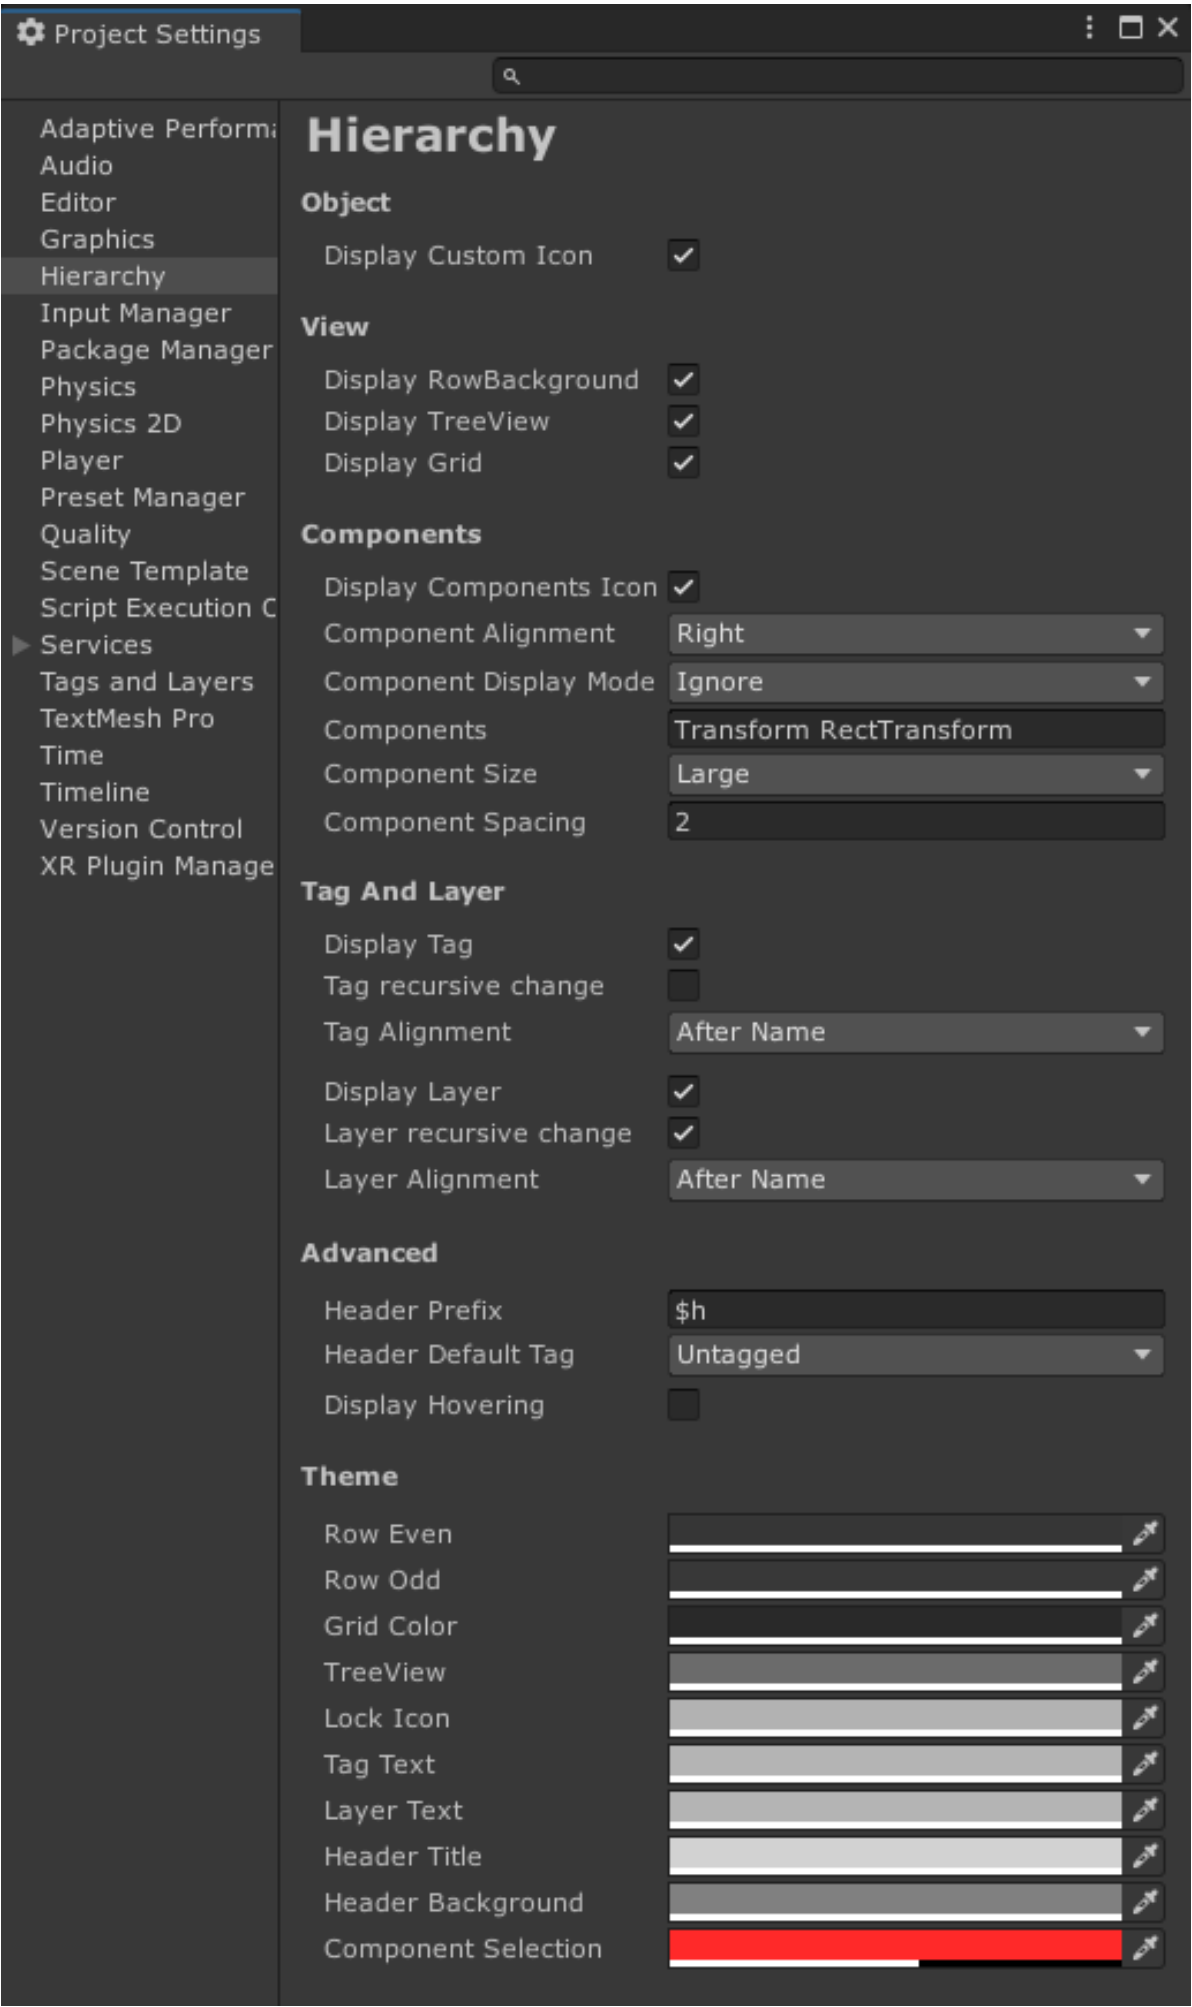 Project Settings
Adaptive Performa
Audio
Editor
Graphics
Hierarchy
Input Manager
Package Manager
Physics
Physics 2D
Player
Preset Manager
Quality
Scene Template
Script Execution O
Services
Tags and Layers
TextMesh Pro
Time
Timeline
Version Control
XR Plugin Manage
Hierarchy
Object
Display Custom Icon
View
Display RowBackground
Display TreeView
Display Grid
Components
Display Components Icon
Component Alignment Right
Component Display Mode Ignore
Components Transform RectTransform
Component Size Large
Component Spacing 2
Tag And Layer
Display Tag
Tag recursive change
Tag Alignment After Name
Display Layer
Layer recursive change
Layer Alignment After Name
Advanced
Header Prefix $h
Header Default Tag Untagged
Display Hovering
Theme
Row Even
Row Odd
Grid Color
TreeView
Lock Icon
Tag Text
Layer Text
Header Title
Header Background
Component Selection